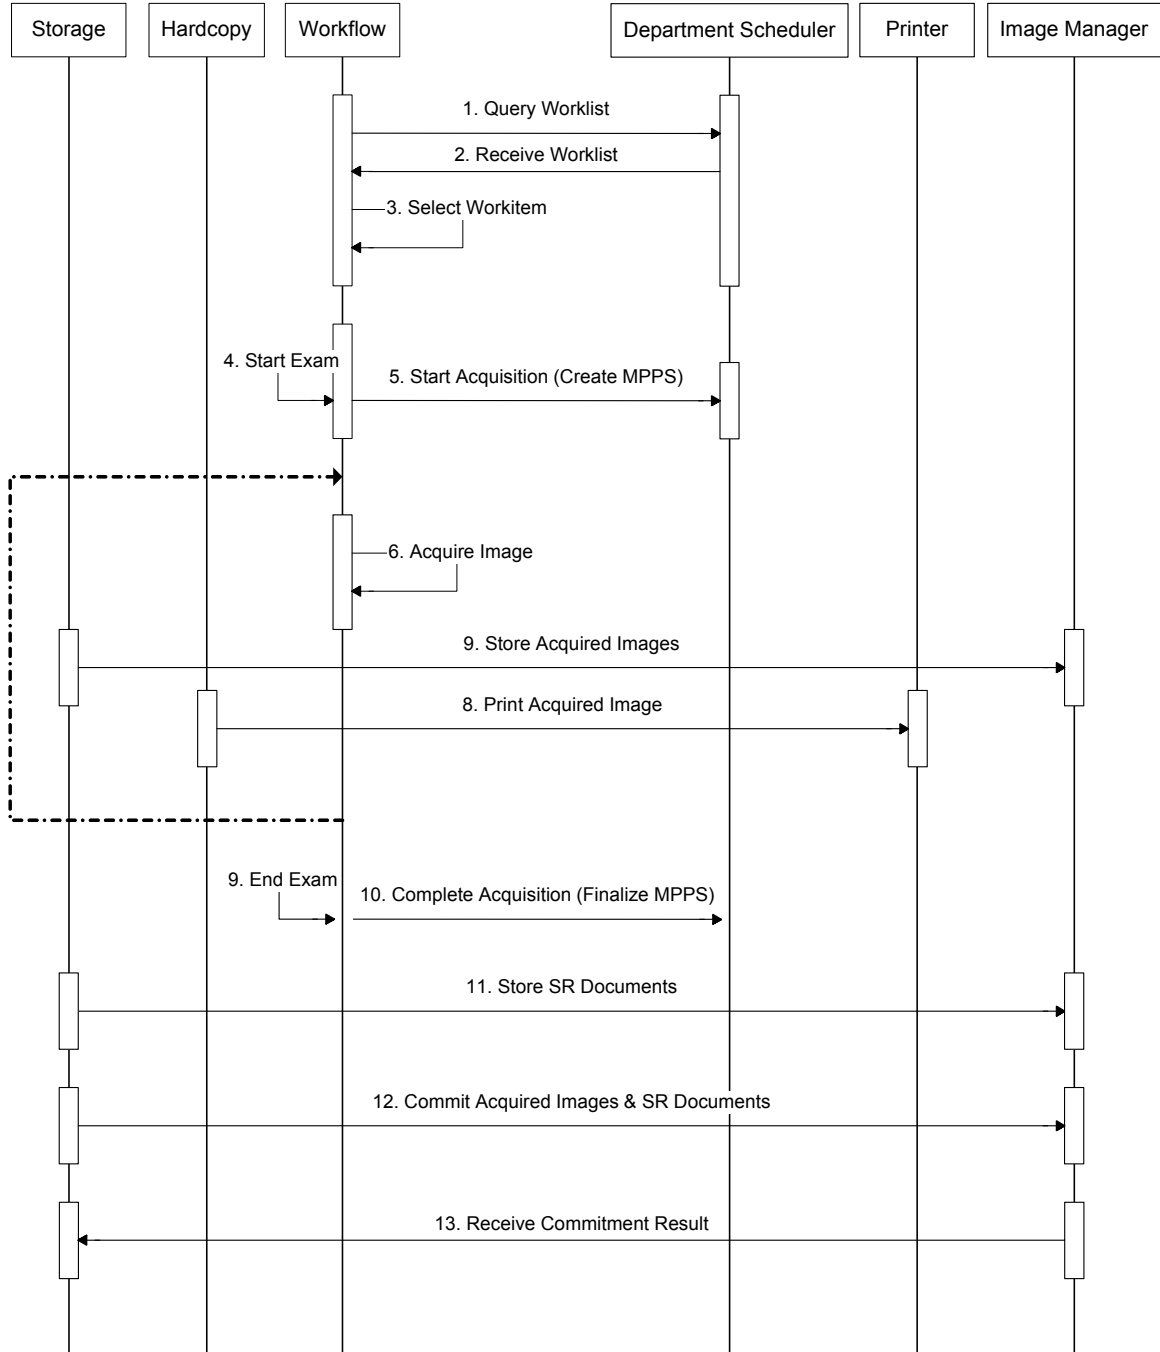 Storage
Hardcopy
Workflow
Department Scheduler
Printer
Image Manager
1. Query Worklist
2. Receive Worklist
3. Select Workitem
4. Start Exam
5. Start Acquisition (Create MPPS)
6. Acquire Image
9. Store Acquired Images
8. Print Acquired Image
9. End Exam
10. Complete Acquisition (Finalize MPPS)
11. Store SR Documents
12. Commit Acquired Images & SR Documents
13. Receive Commitment Result